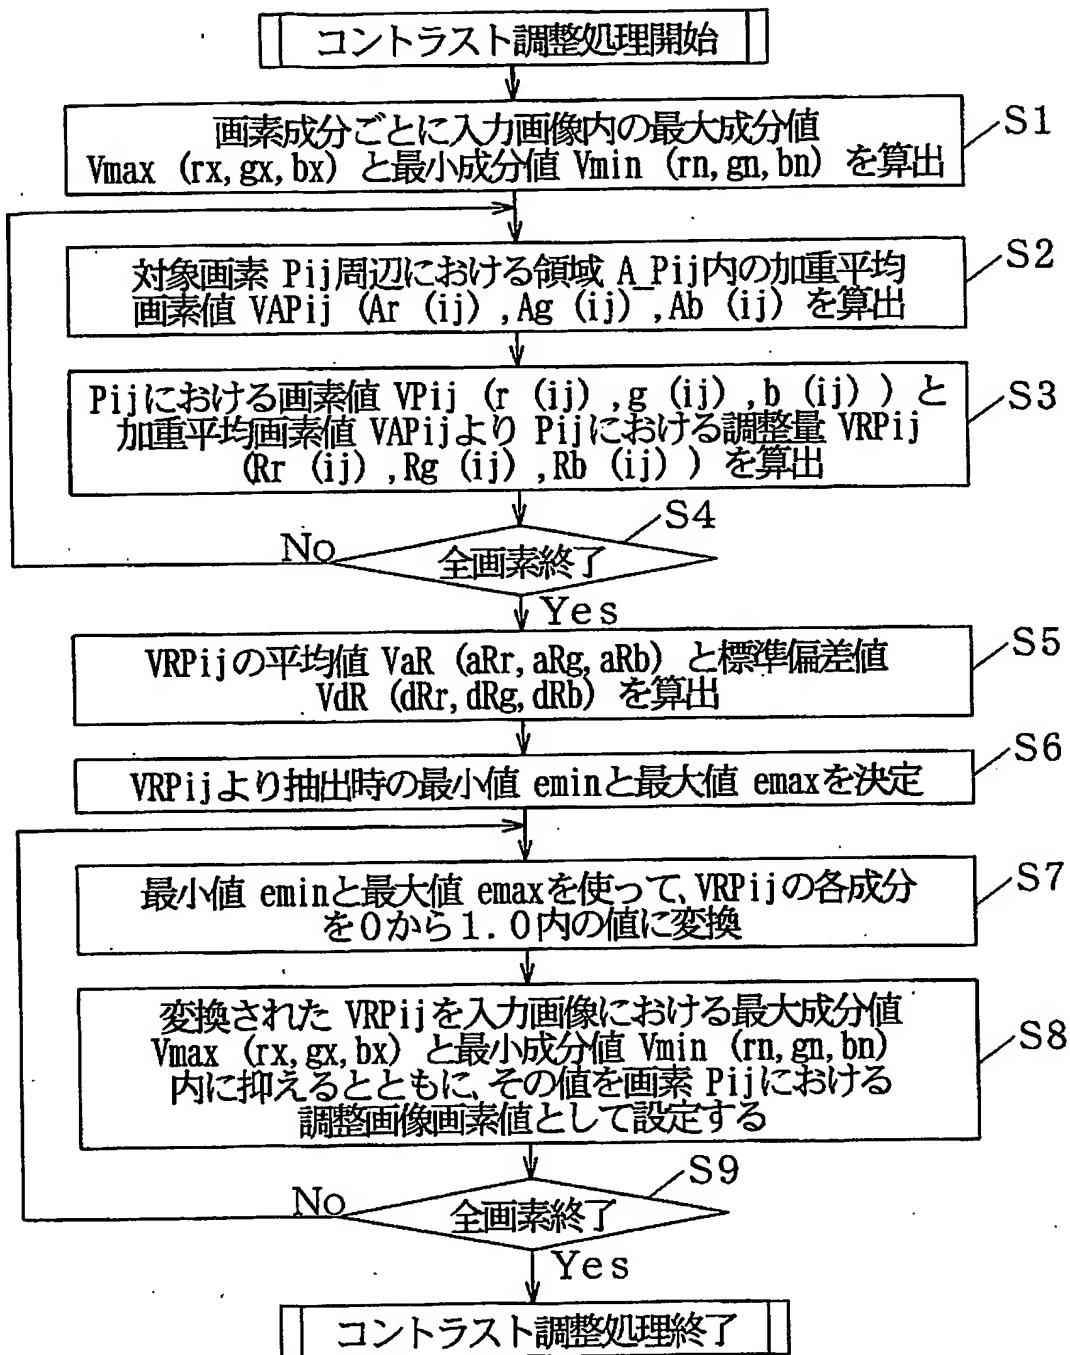 コントラスト調整処理開始
S1
画素成分ごとに入力画像内の最大成分値
Vmax (rx, gx, bx) と最小成分値 Vmin (rn, gn, bn) を算出
S2
対象画素 Pij周辺における領域 A_Pij内の加重平均
画素値 VAPij (Ar (ij) , Ag (ij) , Ab (ij) を算出
S3
Pijにおける画素値 VPij (r (ij) , g (ij) , b (ij) ) と
加重平均画素値 VAPijより Pijにおける調整量 VRPij
(Rr (ij) , Rg (ij) , Rb (ij) ) を算出
S4
No
全画素終了
Yes
S5
VRPijの平均値 VaR (aRr, aRg, aRb) と標準偏差値
VdR (dRr, dRg, dRb) を算出
S6
VRPijより抽出時の最小値 eminと最大値 emaxを決定
S7
最小値 eminと最大値 emaxを使って、VRPijの各成分
を0から1.0内の値に変換
S8
変換された VRPijを入力画像における最大成分値
Vmax (rx, gx, bx) と最小成分値 Vmin (rn, gn, bn)
内に抑えるとともに、その値を画素 Pijにおける
調整画像画素値として設定する
S9
No
全画素終了
Yes
コントラスト調整処理終了